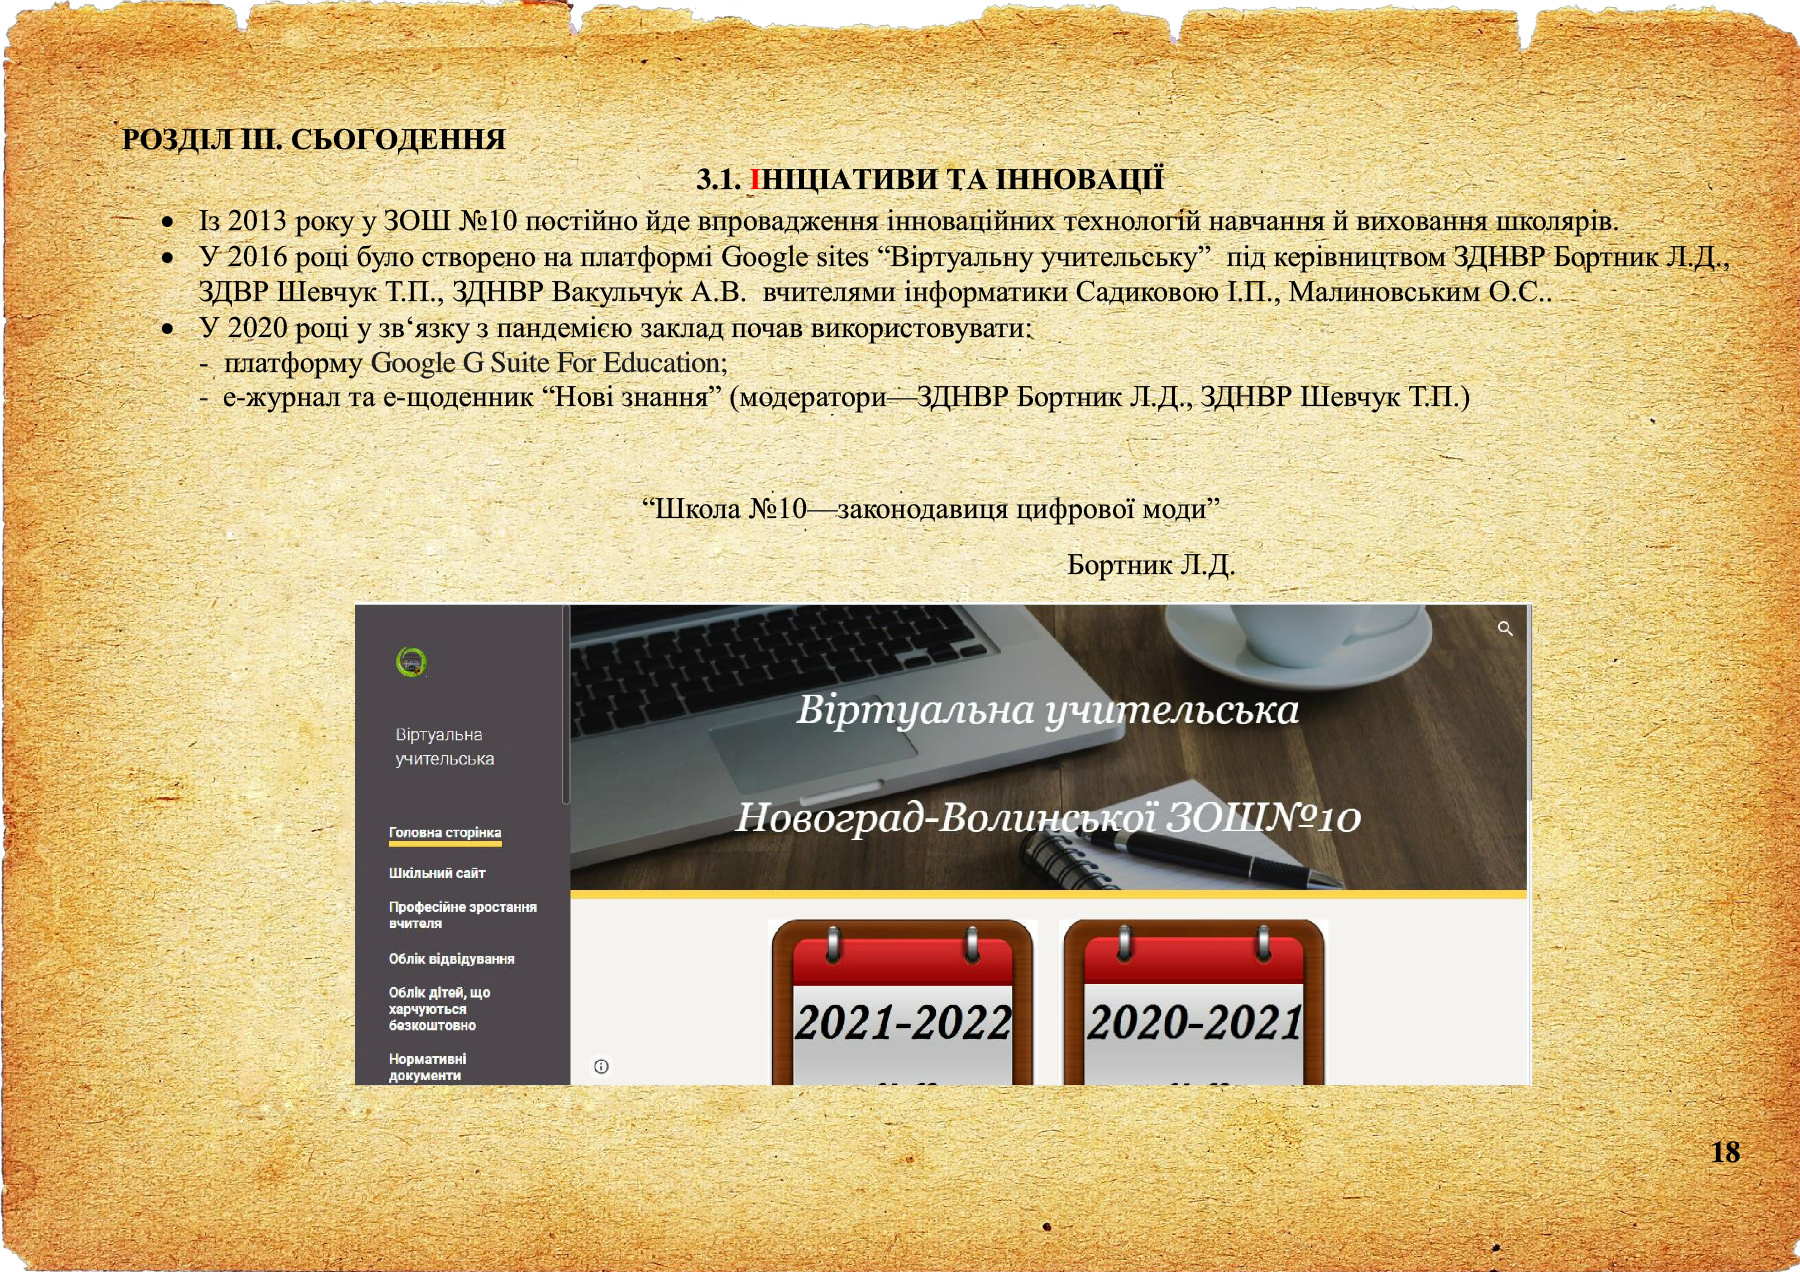 РОЗДІЛ ІІІ. СЬОГОДЕННЯ
3.1. ІНІЦІАТИВИ ТА ІННОВАЦІЇ
• Із 2013 року у ЗОШ №10 постійно йде впровадження інноваційних технологій навчання й виховання школярів.
• У 2016 році було створено на платформі Google sites “Віртуальну учительську” під керівництвом ЗДНВР Бортник Л.Д.,
ЗДВР Шевчук Т.П., ЗДНВР Вакульчук А.В. вчителями інформатики Садиковою І.П., Малиновським О.Є..
• У 2020 році у зв‘язку з пандемією заклад почав використовувати:
- платформу Google G Suite For Education;
- е-журнал та е-щоденник “Нові знання” (модератори—ЗДНВР Бортник Л.Д., ЗДНВР Шевчук Т.П.)
“Школа №10—законодавиця цифрової моди”
Бортник Л.Д.
Віртуальна
учительська
Головна сторінка
Шкільний сайт
Професійне зростання
вчителя
Облік відвідування
Облік дітей, що
харчуються
безкоштовно
Нормативні
документи
Віртуальна учительська
Новоград-Волинської ЗОШ№10
2021-2022
2020-2021
18